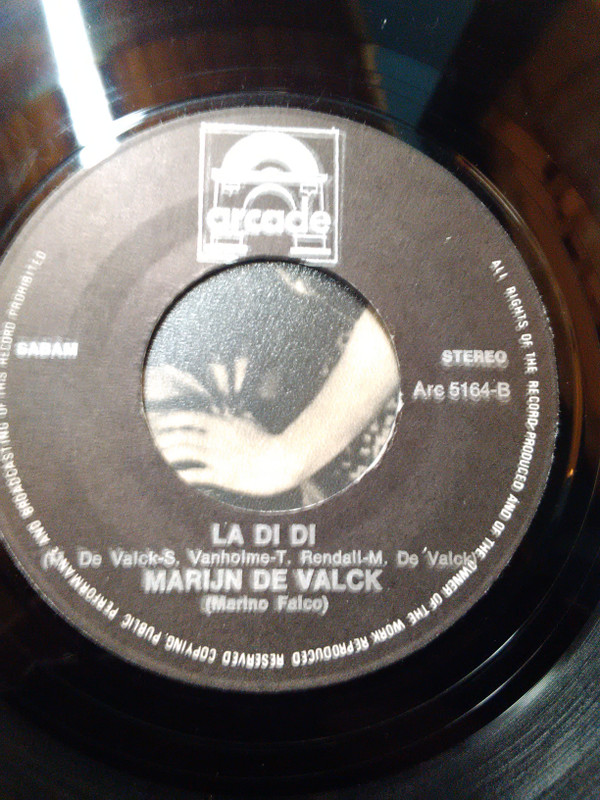 arcade
SABAM
STEREO
Arc 5164-B
LA DI DI
De Valck-S. Vanholme-T. Rendall-M. De Valck)
MARIJN DE VALCK
(Marino Falco)
ALL RIGHTS OF THE RECORD-PRODUCED AND OF THE OWNER OF THE WORK REPRODUCED RESERVED COPYING PUBLIC PERFORMANCE AND BROADCASTING OF THIS RECORD PROHIBITED